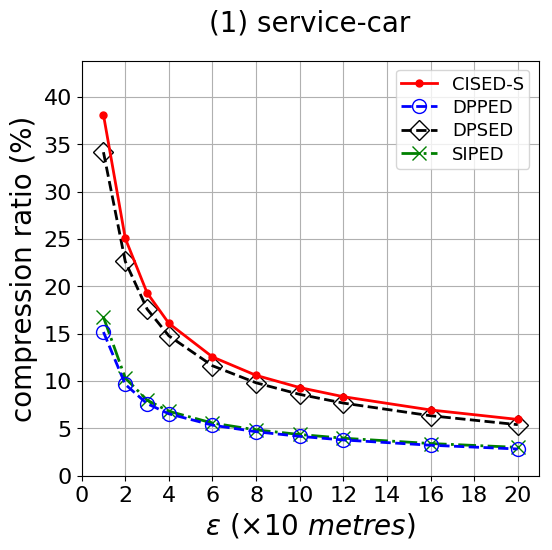 (1) service-car
compression ratio (%)
40
35
30
25
20
15
10
5
0
CISED-S
DPPED
DPSED
SIPED
0 2 4 6 8 10 12 14 16 18 20
ε (×10 metres)